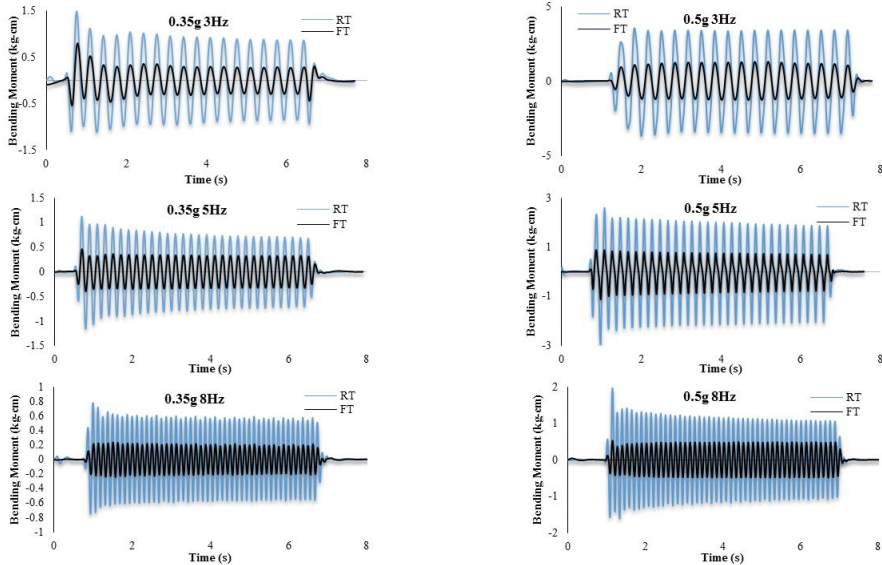 0.35g 3Hz
RT
FT
Bending Moment (kg-cm)
1.5
0.5
-0.5
-1.5
0 2 4 6 8
Time (s)
0.5g 3Hz
RT
FT
Bending Moment (kg-cm)
5
0
-5
0 2 4 6 8
Time (s)
0.35g 5Hz
RT
FT
Bending Moment (kg-cm)
1.5
1
0.5
0
-0.5
-1
-1.5
0 2 4 6 8
Time (s)
0.5g 5Hz
RT
FT
Bending Moment (kg-cm)
3
1
-1
-3
0 2 4 6 8
Time (s)
0.35g 8Hz
RT
FT
Bending Moment (kg-cm)
1
0.8
0.6
0.4
0.2
0
-0.2
-0.4
-0.6
-0.8
-1
0 2 4 6 8
Time (s)
0.5g 8Hz
RT
FT
Bending Moment (kg-cm)
2
1
0
-1
-2
0 2 4 6 8
Time (s)